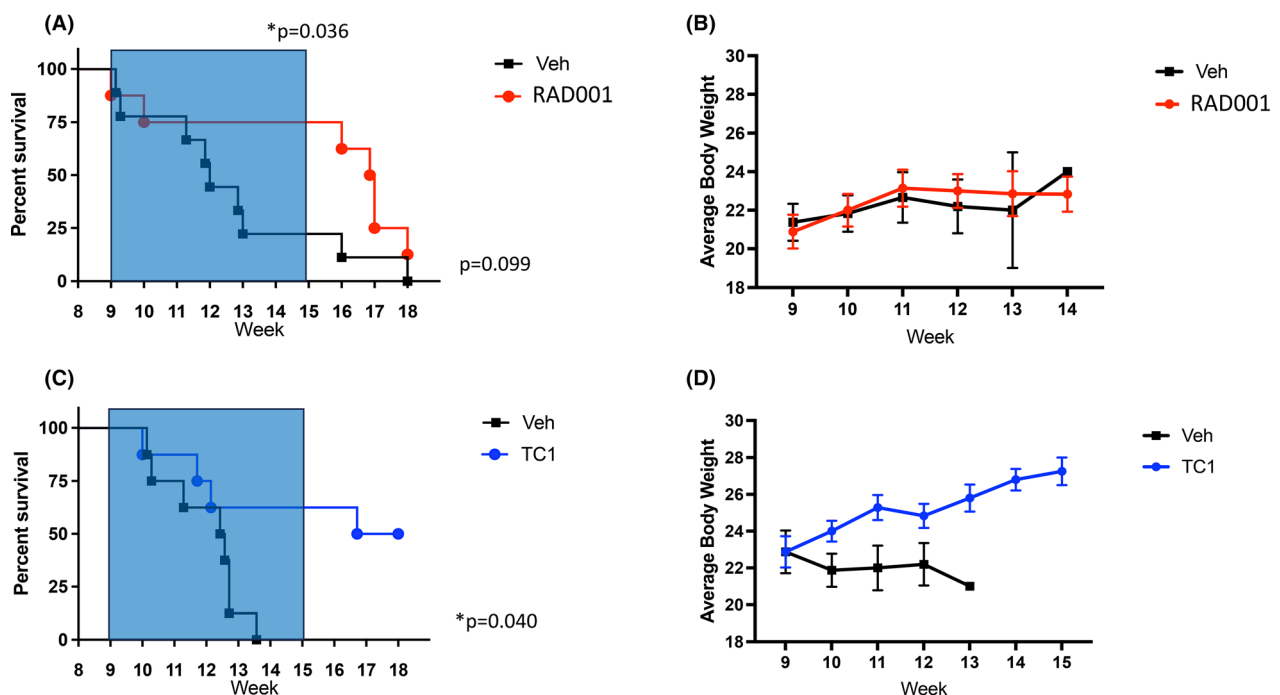 (A)
*p=0.036
Percent survival
100
75
50
25
0
8 9 10 11 12 13 14 15 16 17 18
Week
Veh
RAD001
p=0.099
(B)
Average Body Weight
30
28
26
24
22
20
18
9 10 11 12 13 14
Week
Veh
RAD001
(C)
Percent survival
100
75
50
25
0
8 9 10 11 12 13 14 15 16 17 18
Week
Veh
TC1
*p=0.040
(D)
Average Body Weight
30
28
26
24
22
20
18
9 10 11 12 13 14 15
Week
Veh
TC1